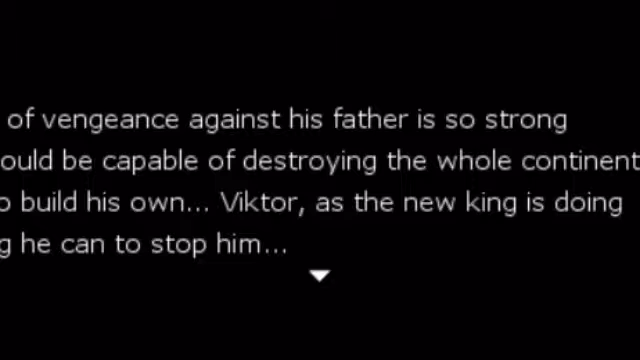 of vengeance against his father is so strong
ould be capable of destroying the whole continent
o build his own... Viktor, as the new king is doing
g he can to stop him...